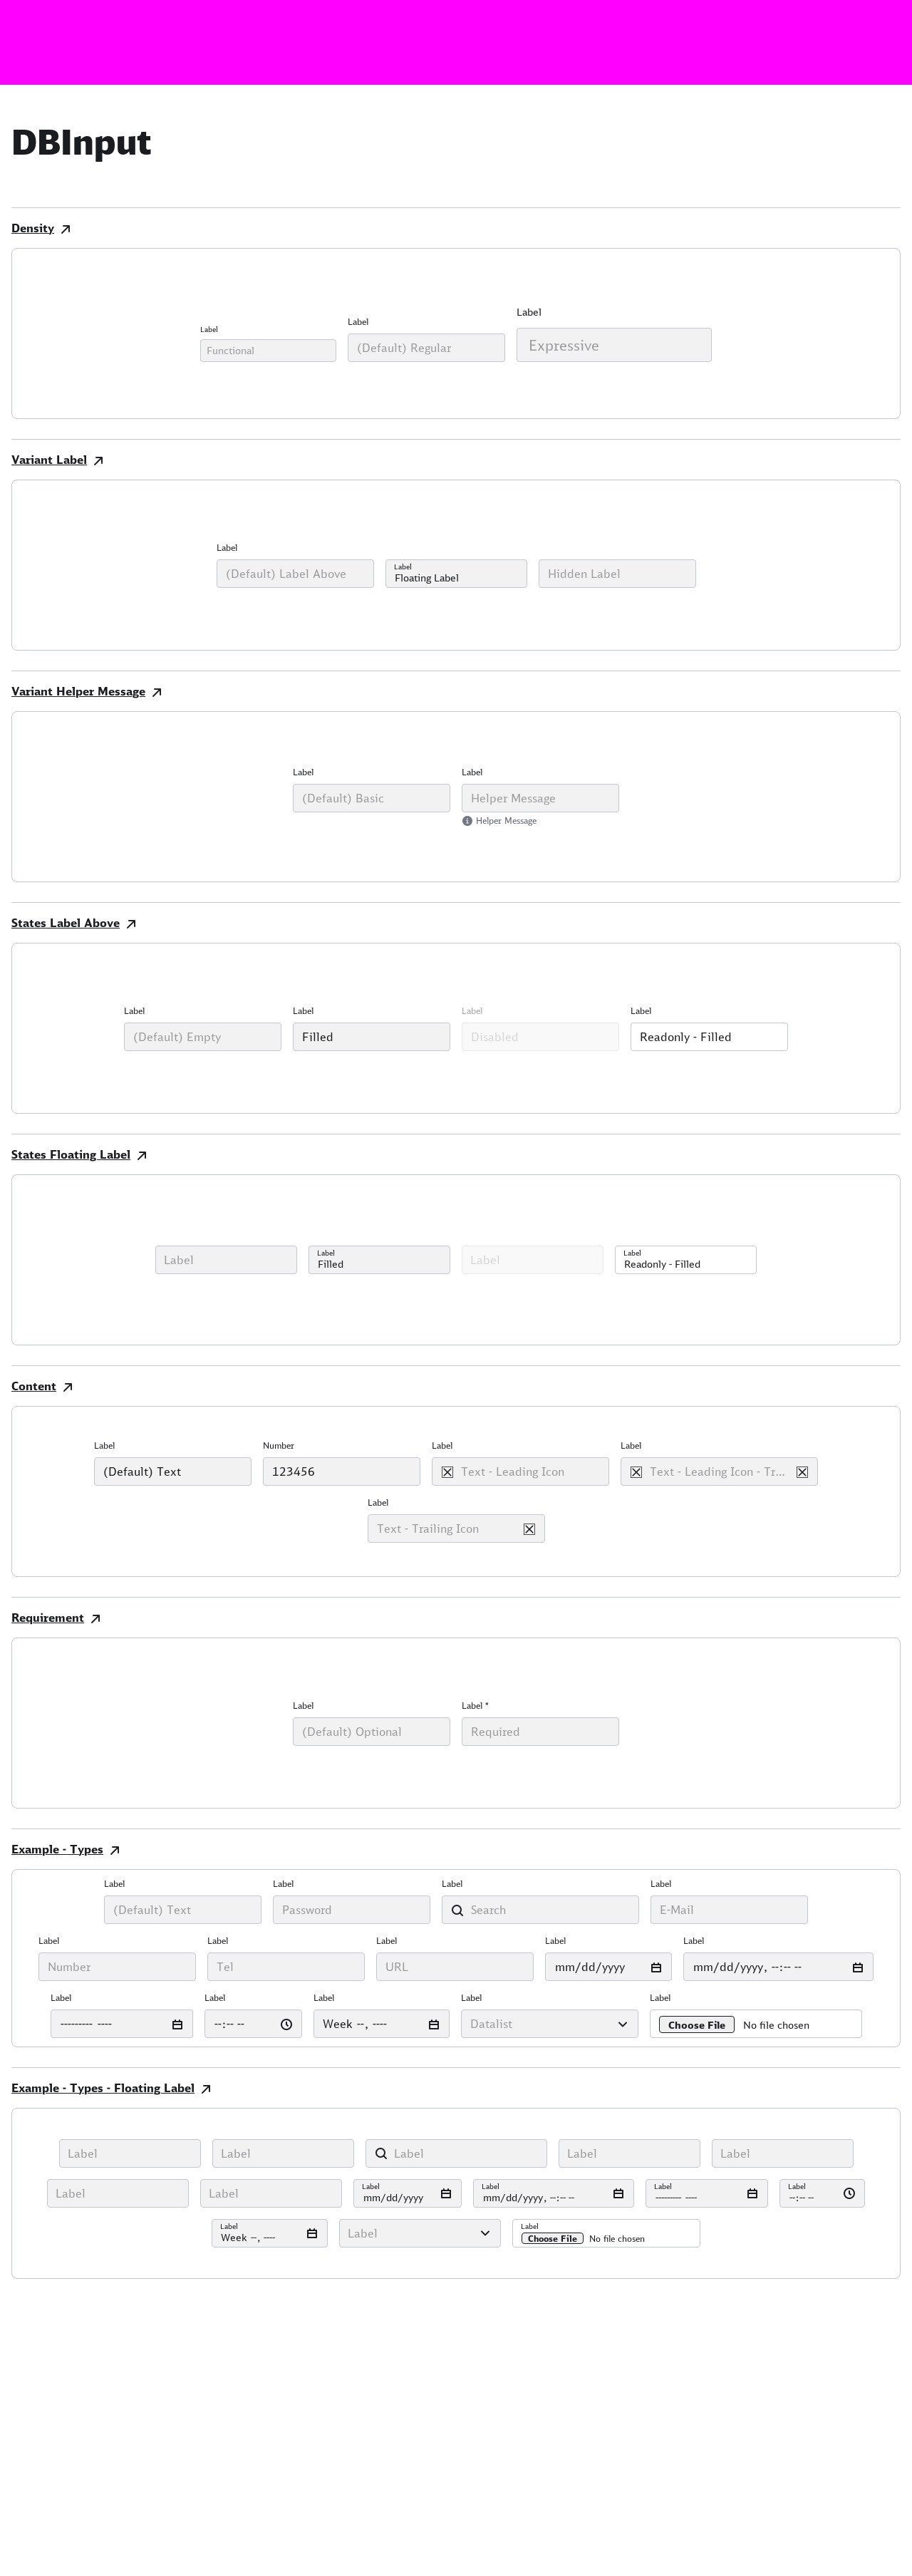 DBInput
Density
Label
Label
Label
Functional
(Default) Regular
Expressive
Variant Label
Label
(Default) Label Above
Label
Floating Label
Hidden Label
Variant Helper Message
Label
Label
(Default) Basic
Helper Message
Helper Message
States Label Above
Label
Label
Label
Label
(Default) Empty
Filled
Disabled
Readonly - Filled
States Floating Label
Label
Label
Filled
Label
Label
Readonly - Filled
Content
Label
Number
Label
Label
(Default) Text
123456
Text - Leading Icon
Text - Leading Icon - Tr...
Label
Text - Trailing Icon
Requirement
Label
Label *
(Default) Optional
Required
Example - Types
Label
Label
Label
Label
(Default) Text
Password
Search
E-Mail
Label
Label
Label
Label
Label
Number
Tel
URL
mm/dd/yyyy
mm/dd/yyyy, --:-- --
Label
Label
Label
Label
Label
--------- ----
--:-- --
Week --, ----
Datalist
Choose File No file chosen
Example - Types - Floating Label
Label
Label
Label
Label
Label
Label
Label
Label
mm/dd/yyyy
Label
mm/dd/yyyy, --:-- --
Label
--------- ----
Label
--:-- --
Label
Week --, ----
Label
Label
Choose File No file chosen